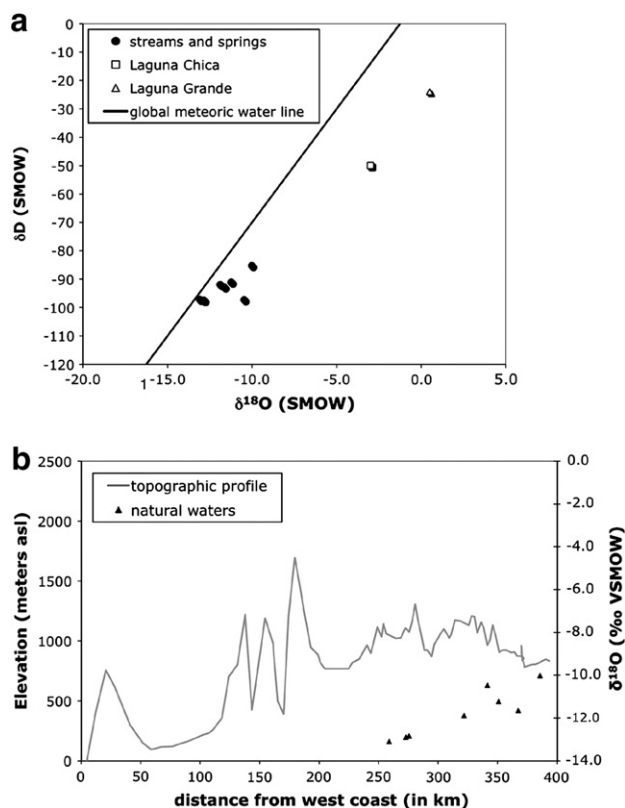 a
streams and springs
Laguna Chica
Laguna Grande
global meteoric water line
0
-10
-20
-30
-40
-50
-60
-70
-80
-90
-100
-110
-120
δD (SMOW)
-20.0 1-15.0 -10.0 -5.0 0.0 5.0
δ18O (SMOW)
b
topographic profile
natural waters
2500
2000
1500
1000
500
0
Elevation (meters asl)
0.0
-2.0
-4.0
-6.0
-8.0
-10.0
-12.0
-14.0
δ18O (‰ VSMOW)
0 50 100 150 200 250 300 350 400
distance from west coast (in km)